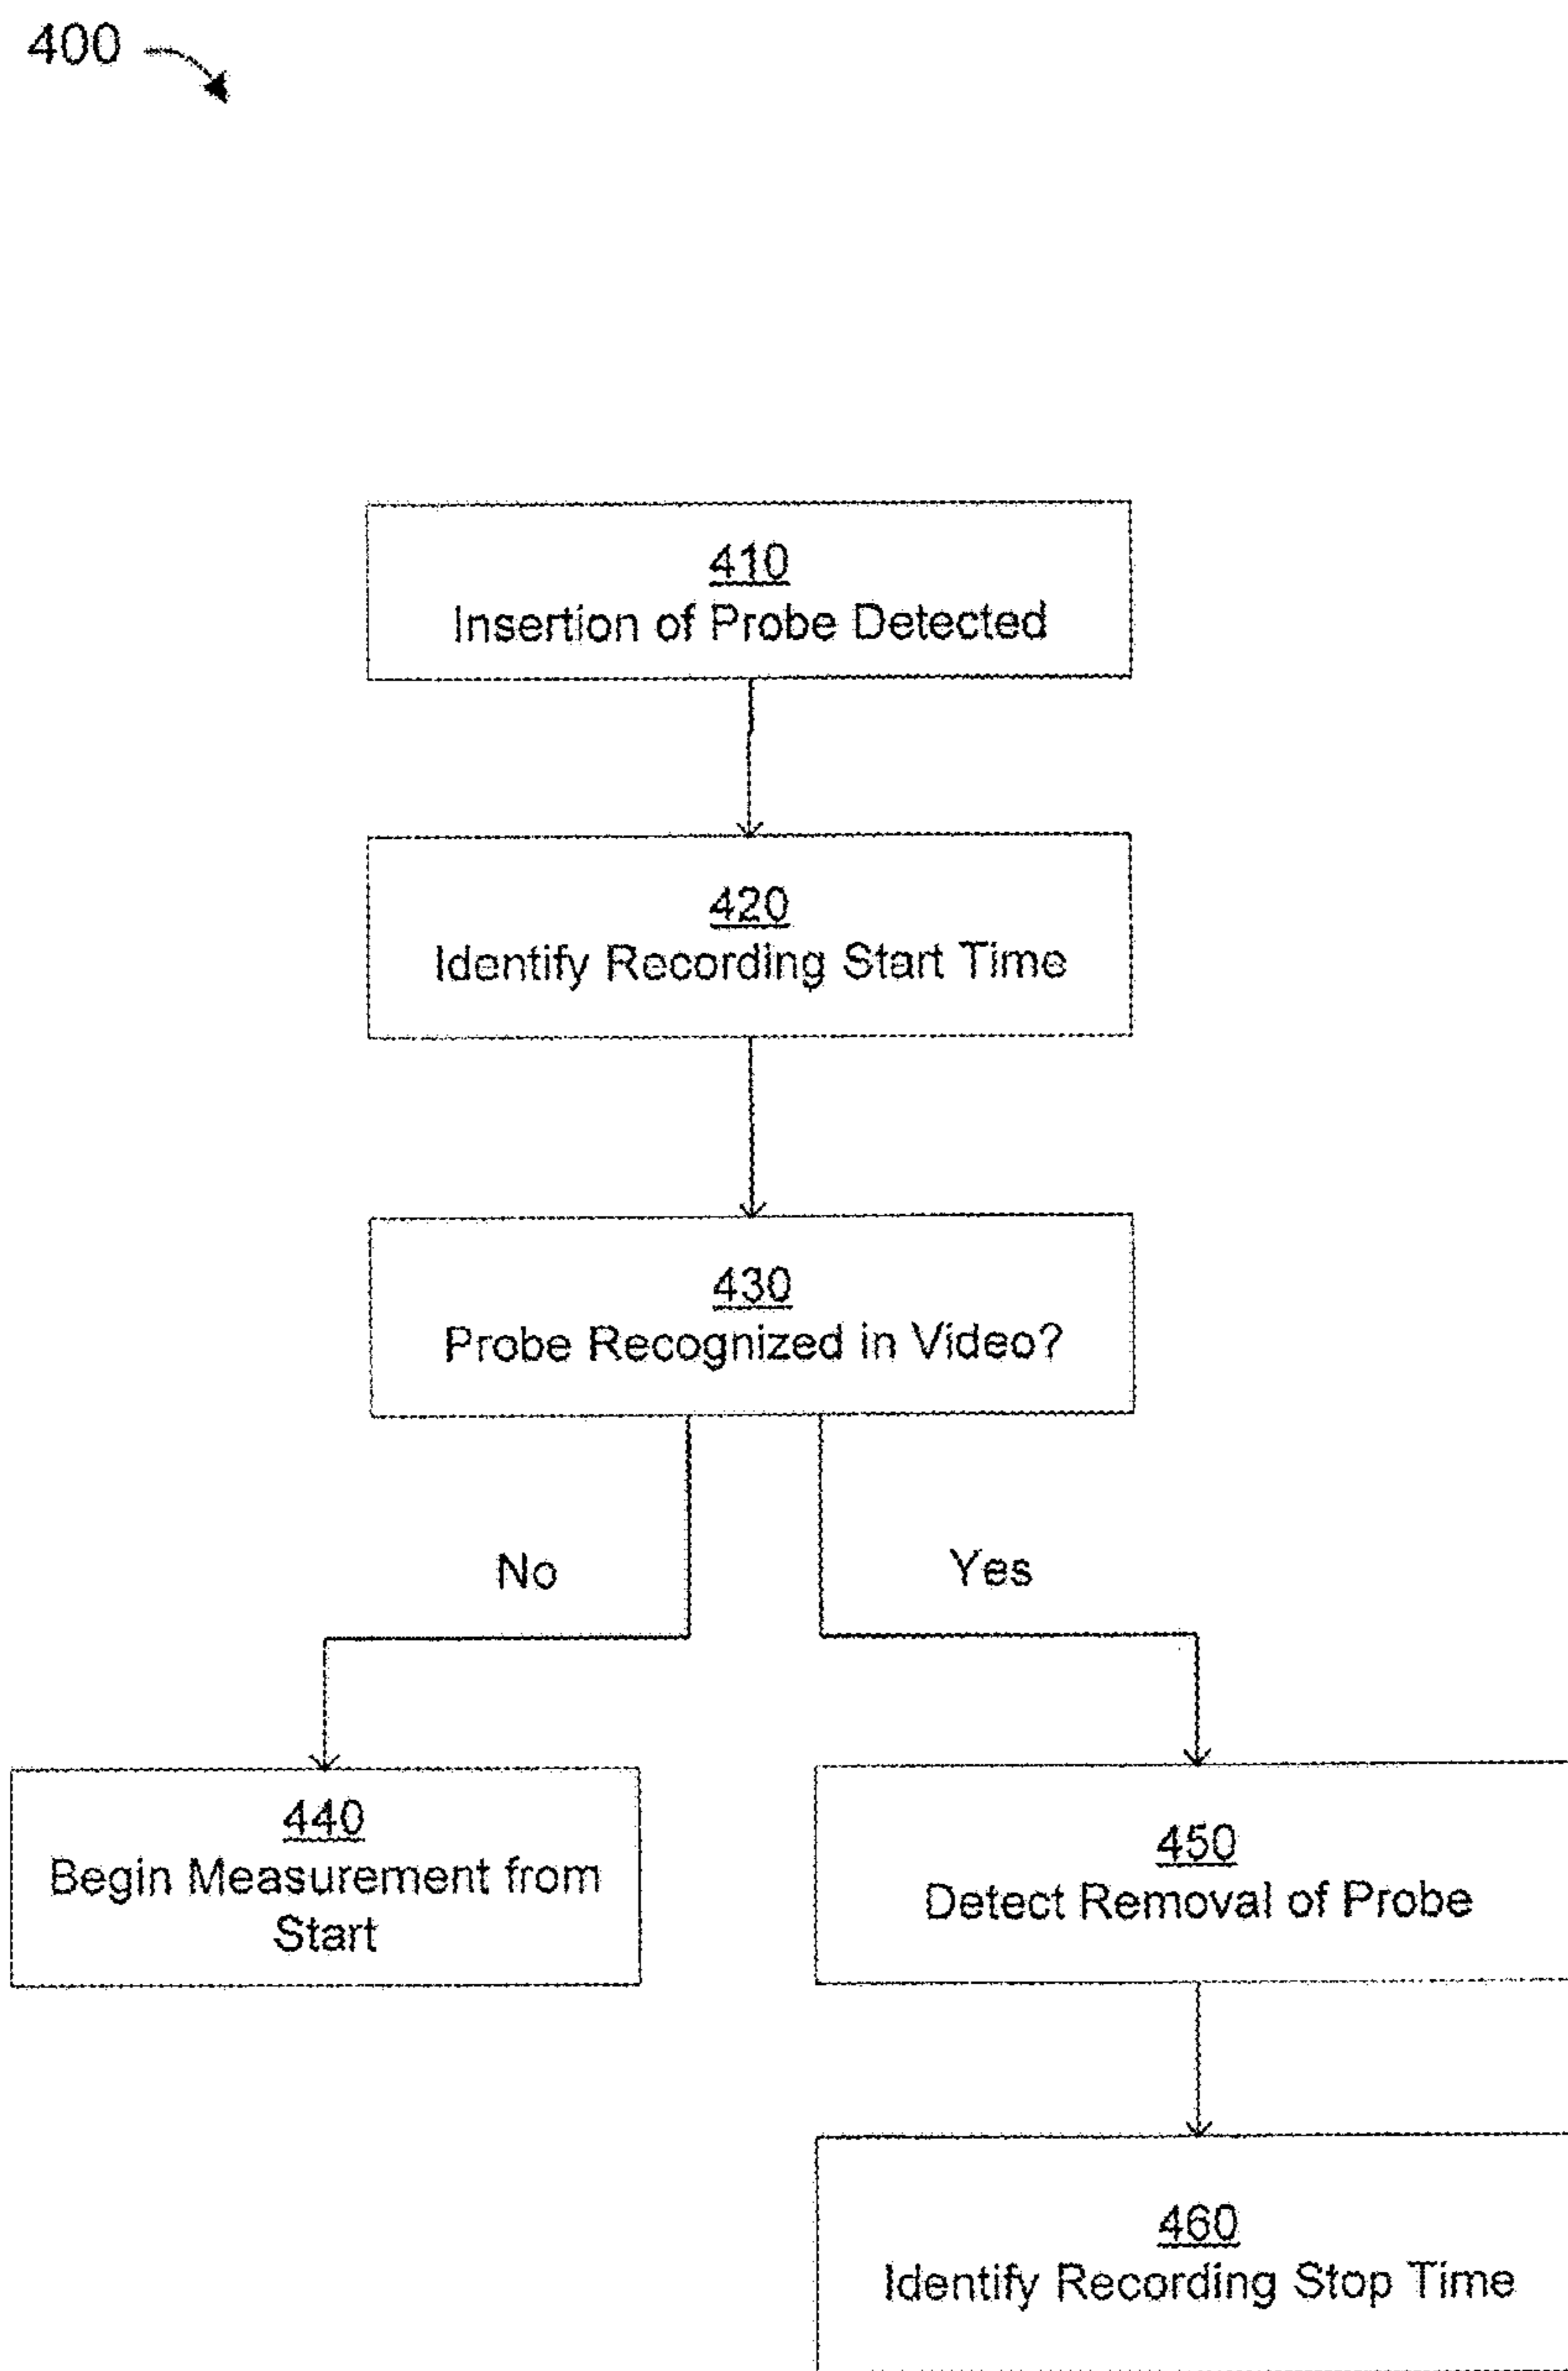 400
410
Insertion of Probe Detected
420
Identify Recording Start Time
430
Probe Recognized in Video?
No
Yes
440
Begin Measurement from
Start
450
Detect Removal of Probe
460
Identify Recording Stop Time